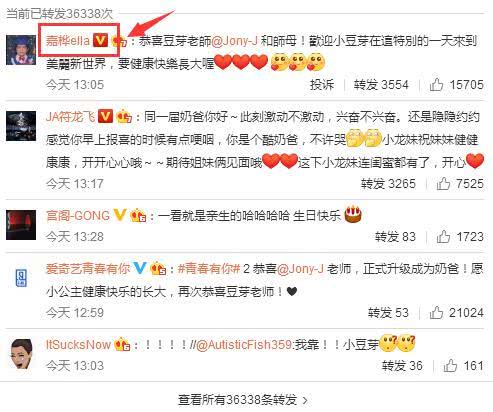 当前已转发36338次
嘉桦ella：恭喜豆芽老師@Jony-J 和師母！歡迎小豆芽在這特別的一天來到
美麗新世界，要健康快樂長大喔
今天 13:05 投诉 转发 3554 15705
JA符龙飞：同一届奶爸你好～此刻激动不激动，兴奋不兴奋。还是隐隐约约
感觉你早上报喜的时候有点哽咽，你是个酷奶爸，不许哭小龙妹祝妹妹健健
康康，开开心心哦～～期待姐妹俩见面哦这下小龙妹连闺蜜都有了，开心
今天 13:17 转发 3265 7525
宫阁-GONG：一看就是亲生的哈哈哈哈 生日快乐
今天 13:28 转发 83 1723
爱奇艺青春有你：#青春有你# 2 恭喜@Jony-J 老师，正式升级成为奶爸！愿
小公主健康快乐的长大，再次恭喜豆芽老师！
今天 12:59 转发 53 21024
ItSucksNow：！！！！//@AutisticFish359:我靠！！小豆芽
今天 13:03 转发 36 161
查看所有36338条转发 >